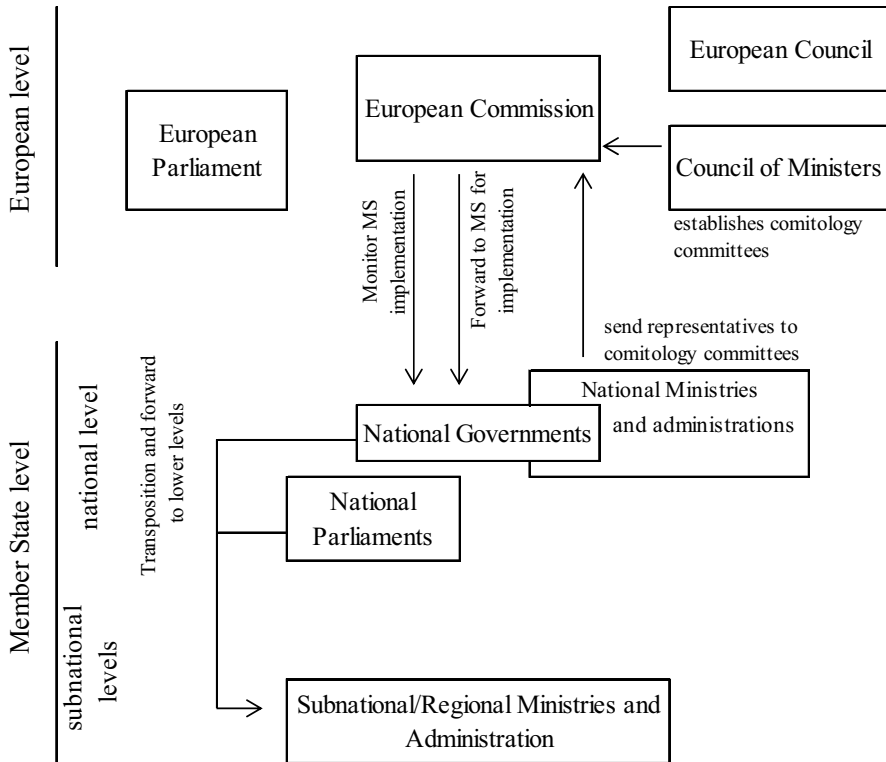 European level
European Council
European Commission
European
Parliament
Council of Ministers
establishes comitology
committees
Monitor MS
implementation
Forward to MS for
implementation
send representatives to
comitology committees
Member State level
national level
Transposition and forward
to lower levels
National Ministries
and administrations
National Governments
National
Parliaments
subnational
levels
Subnational/Regional Ministries and
Administration